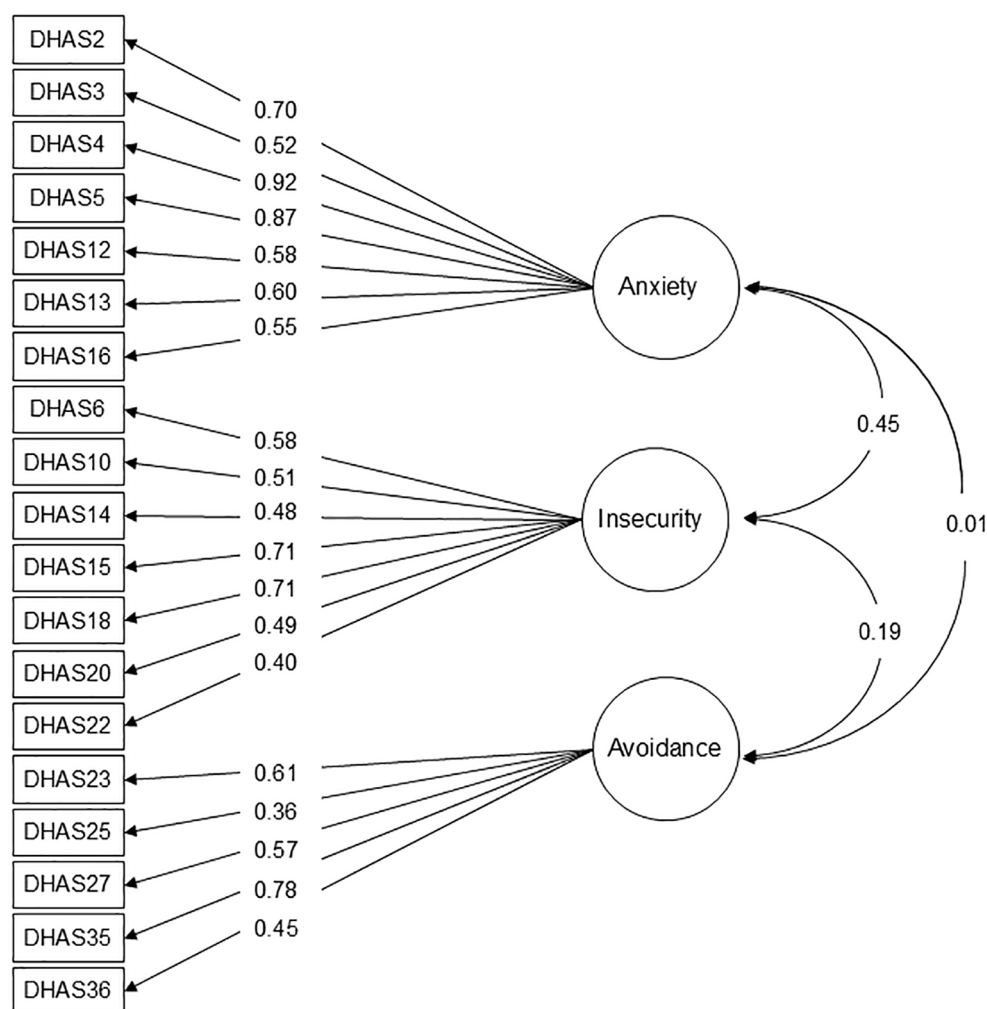 DHAS2
DHAS3
DHAS4
DHAS5
DHAS12
DHAS13
DHAS16
DHAS6
DHAS10
DHAS14
DHAS15
DHAS18
DHAS20
DHAS22
DHAS23
DHAS25
DHAS27
DHAS35
DHAS36
0.70
0.52
0.92
0.87
0.58
0.60
0.55
0.58
0.51
0.48
0.71
0.71
0.49
0.40
0.61
0.36
0.57
0.78
0.45
Anxiety
Insecurity
Avoidance
0.45
0.01
0.19